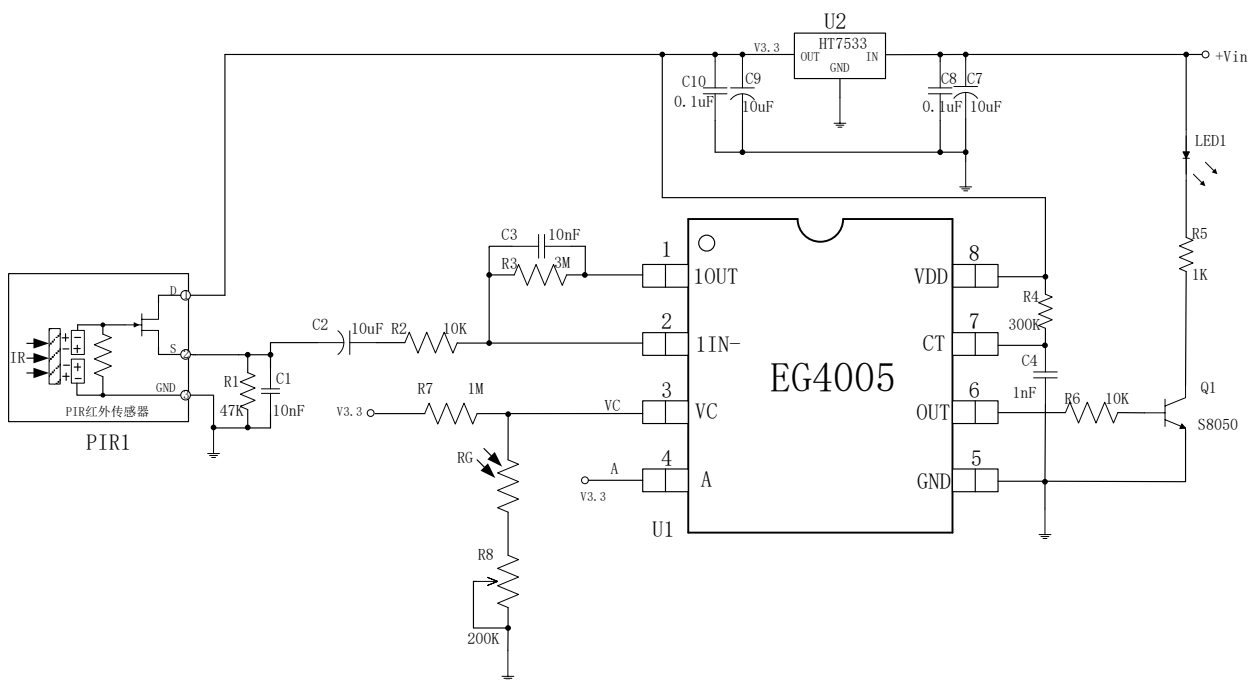 U2
HT7533
V3.3
OUT
IN
GND
+Vin
C10
0.1uF
C9
10uF
C8
0.1uF
C7
10uF
LED1
R5
1K
C3
10nF
R3
3M
1
1OUT
2
1IN-
3
VC
4
A
8
VDD
7
CT
6
OUT
5
GND
EG4005
U1
R4
300K
C4
1nF
R6
10K
Q1
S8050
D
1
S
2
GND
3
IR
+
−
−
+
+
−
−
+
PIR红外传感器
PIR1
R1
47K
C1
10nF
C2
10uF
R2
10K
R7
1M
V3.3
VC
RG
A
V3.3
R8
200K